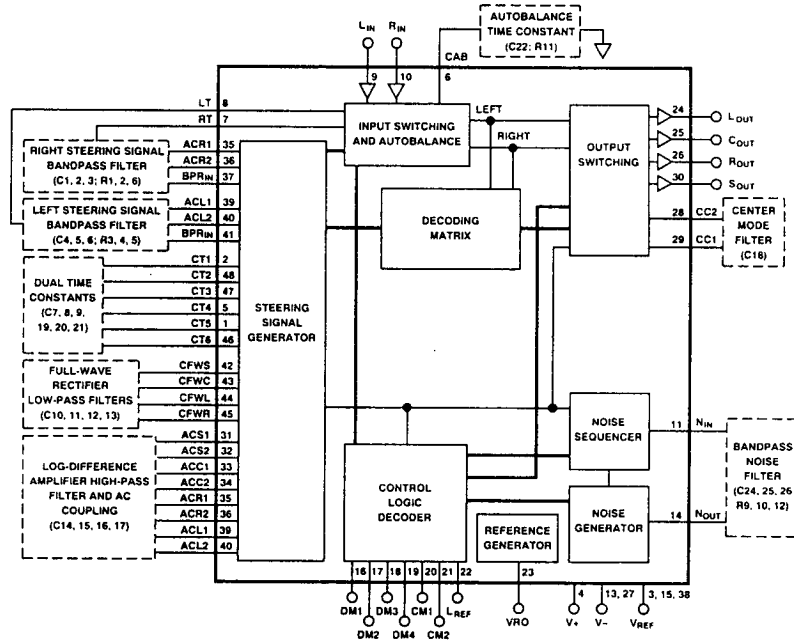 AUTOBALANCE
TIME CONSTANT
(C22; R11)
LIN
RIN
CAB
9
10
6
LT 8
RT 7
INPUT SWITCHING
AND AUTOBALANCE
LEFT
RIGHT
OUTPUT
SWITCHING
24 LOUT
25 COUT
26 ROUT
30 SOUT
28 CC2
29 CC1
CENTER
MODE
FILTER
(C18)
RIGHT STEERING SIGNAL
BANDPASS FILTER
(C1, 2, 3; R1, 2, 6)
ACR1 35
ACR2 36
BPRIN 37
LEFT STEERING SIGNAL
BANDPASS FILTER
(C4, 5, 6; R3, 4, 5)
ACL1 39
ACL2 40
BPRIN 41
DECODING
MATRIX
DUAL TIME
CONSTANTS
(C7, 8, 9,
19, 20, 21)
CT1 2
CT2 48
CT3 47
CT4 5
CT5 1
CT6 46
STEERING
SIGNAL
GENERATOR
FULL-WAVE
RECTIFIER
LOW-PASS FILTERS
(C10, 11, 12, 13)
CFWS 42
CFWC 43
CFWL 44
CFWR 45
LOG-DIFFERENCE
AMPLIFIER HIGH-PASS
FILTER AND AC
COUPLING
(C14, 15, 16, 17)
ACS1 31
ACS2 32
ACC1 33
ACC2 34
ACR1 35
ACR2 36
ACL1 39
ACL2 40
CONTROL
LOGIC
DECODER
NOISE
SEQUENCER
NOISE
GENERATOR
REFERENCE
GENERATOR
11 NIN
14 NOUT
BANDPASS
NOISE
FILTER
(C24, 25, 26
R9, 10, 12)
16 17 18 19 20 21 22
23
4
13, 27
3, 15, 38
DM1
DM2
DM3
DM4
CM1
CM2
LREF
VRO
V+
V–
VREF